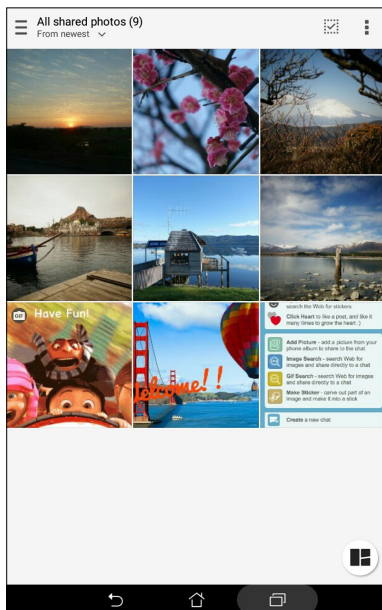 All shared photos (9)
From newest
GIF
Have Fun!
Welcome!!
search the Web for stickers
Click Heart to like a post, and like it
many times to grow the heart :)
Add Picture - add a picture from your
phone album to share to the chat
Image Search - search Web for
images and share directly to a chat
Gif Search - search Web for images
and share directly to a chat
Make Sticker - carve out part of an
image and make it into a stick
Create a new chat